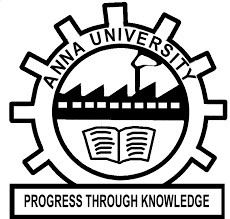 ANNA UNIVERSITY
PROGRESS THROUGH KNOWLEDGE